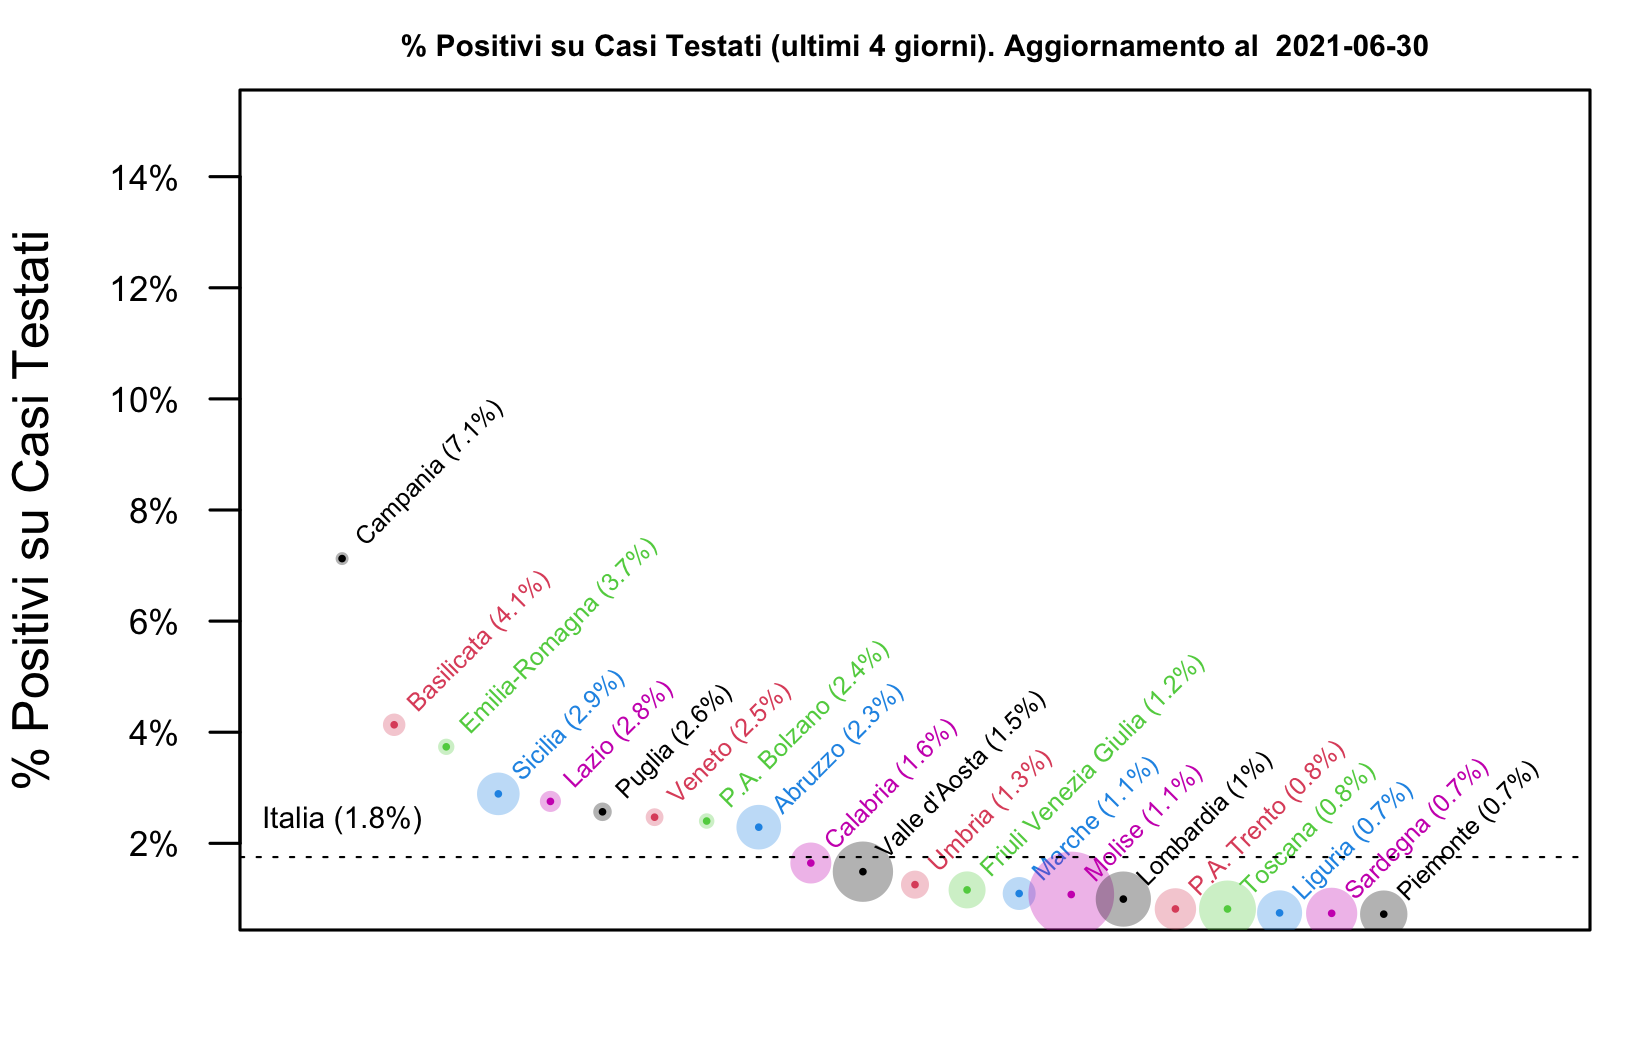 % Positivi su Casi Testati (ultimi 4 giorni). Aggiornamento al  2021-06-30
% Positivi su Casi Testati
14%
12%
10%
8%
6%
4%
2%
Campania (7.1%)
Basilicata (4.1%)
Emilia-Romagna (3.7%)
Sicilia (2.9%)
Lazio (2.8%)
Puglia (2.6%)
Veneto (2.5%)
P.A. Bolzano (2.4%)
Abruzzo (2.3%)
Calabria (1.6%)
Valle d'Aosta (1.5%)
Umbria (1.3%)
Friuli Venezia Giulia (1.2%)
Marche (1.1%)
Molise (1.1%)
Lombardia (1%)
P.A. Trento (0.8%)
Toscana (0.8%)
Liguria (0.7%)
Sardegna (0.7%)
Piemonte (0.7%)
Italia (1.8%)